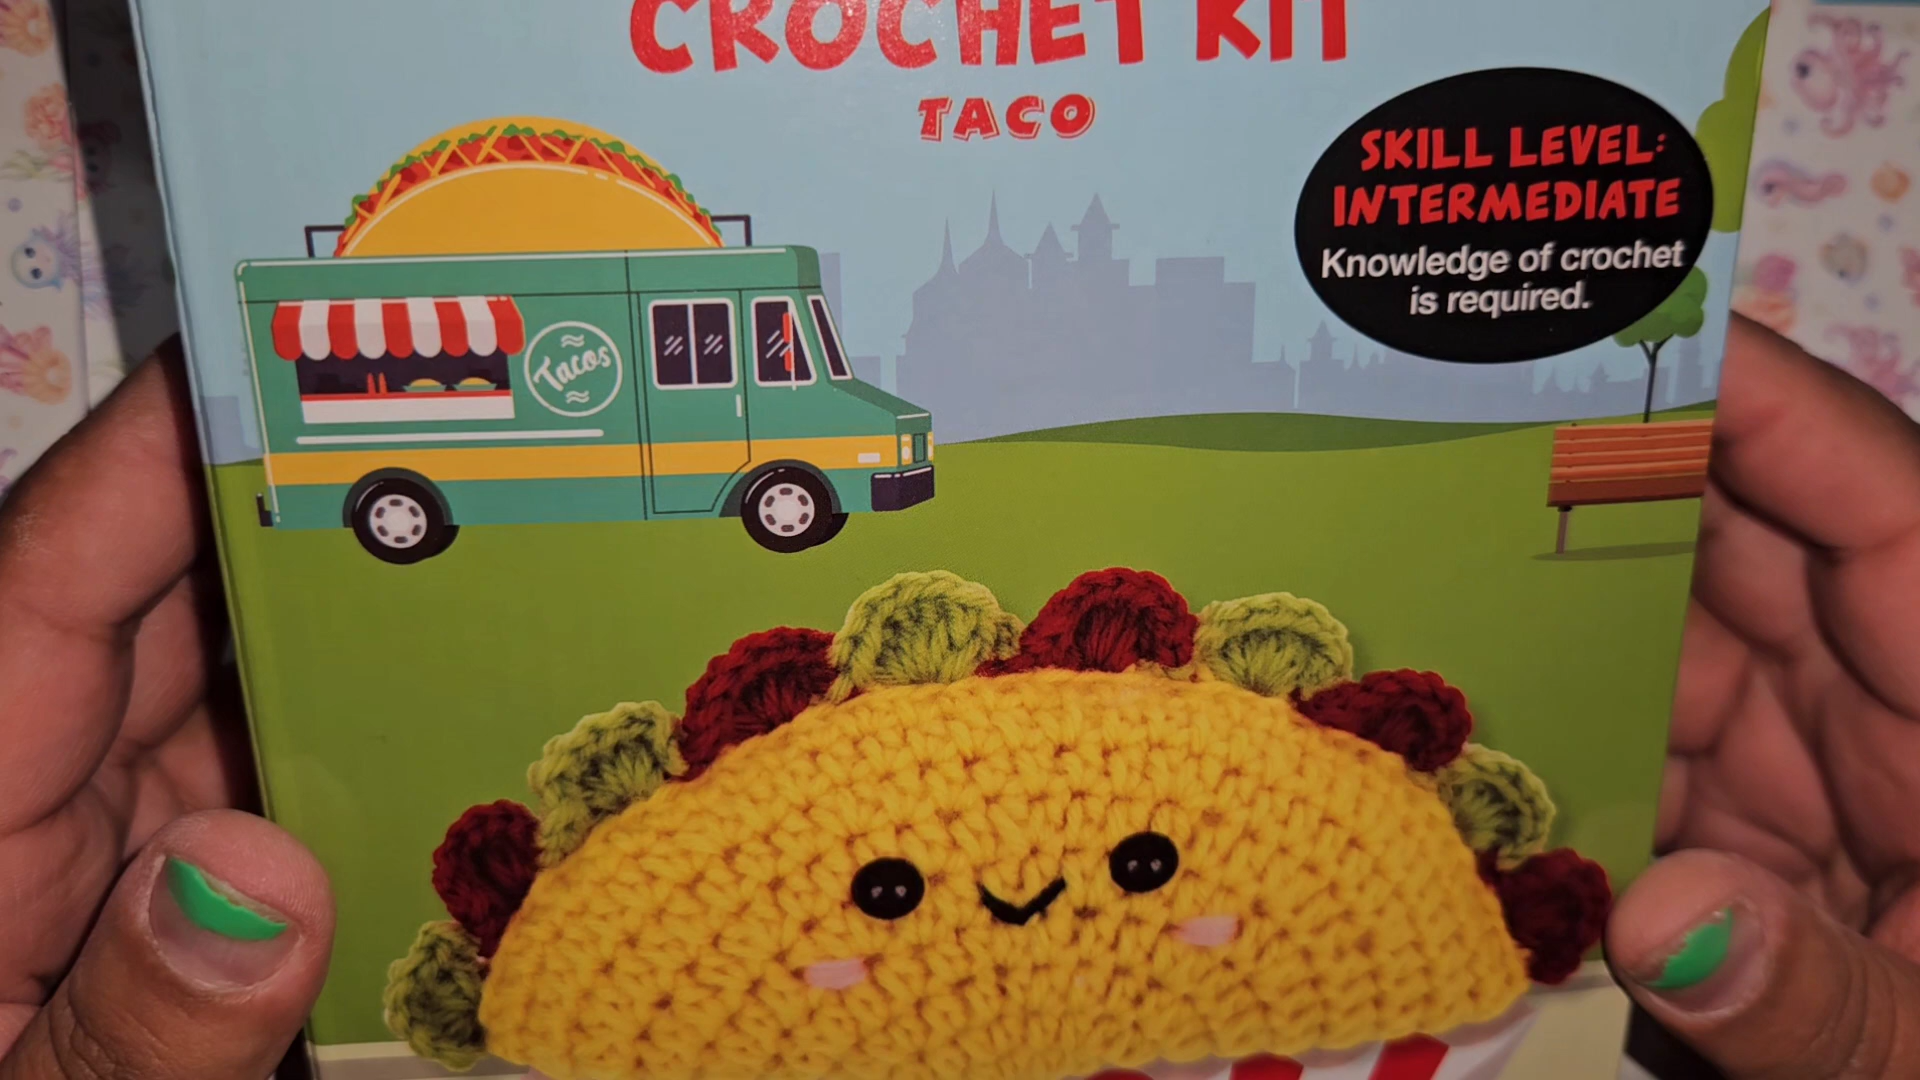 CROCHET KIT
TACO
SKILL LEVEL:
INTERMEDIATE
Knowledge of crochet
is required.
Tacos